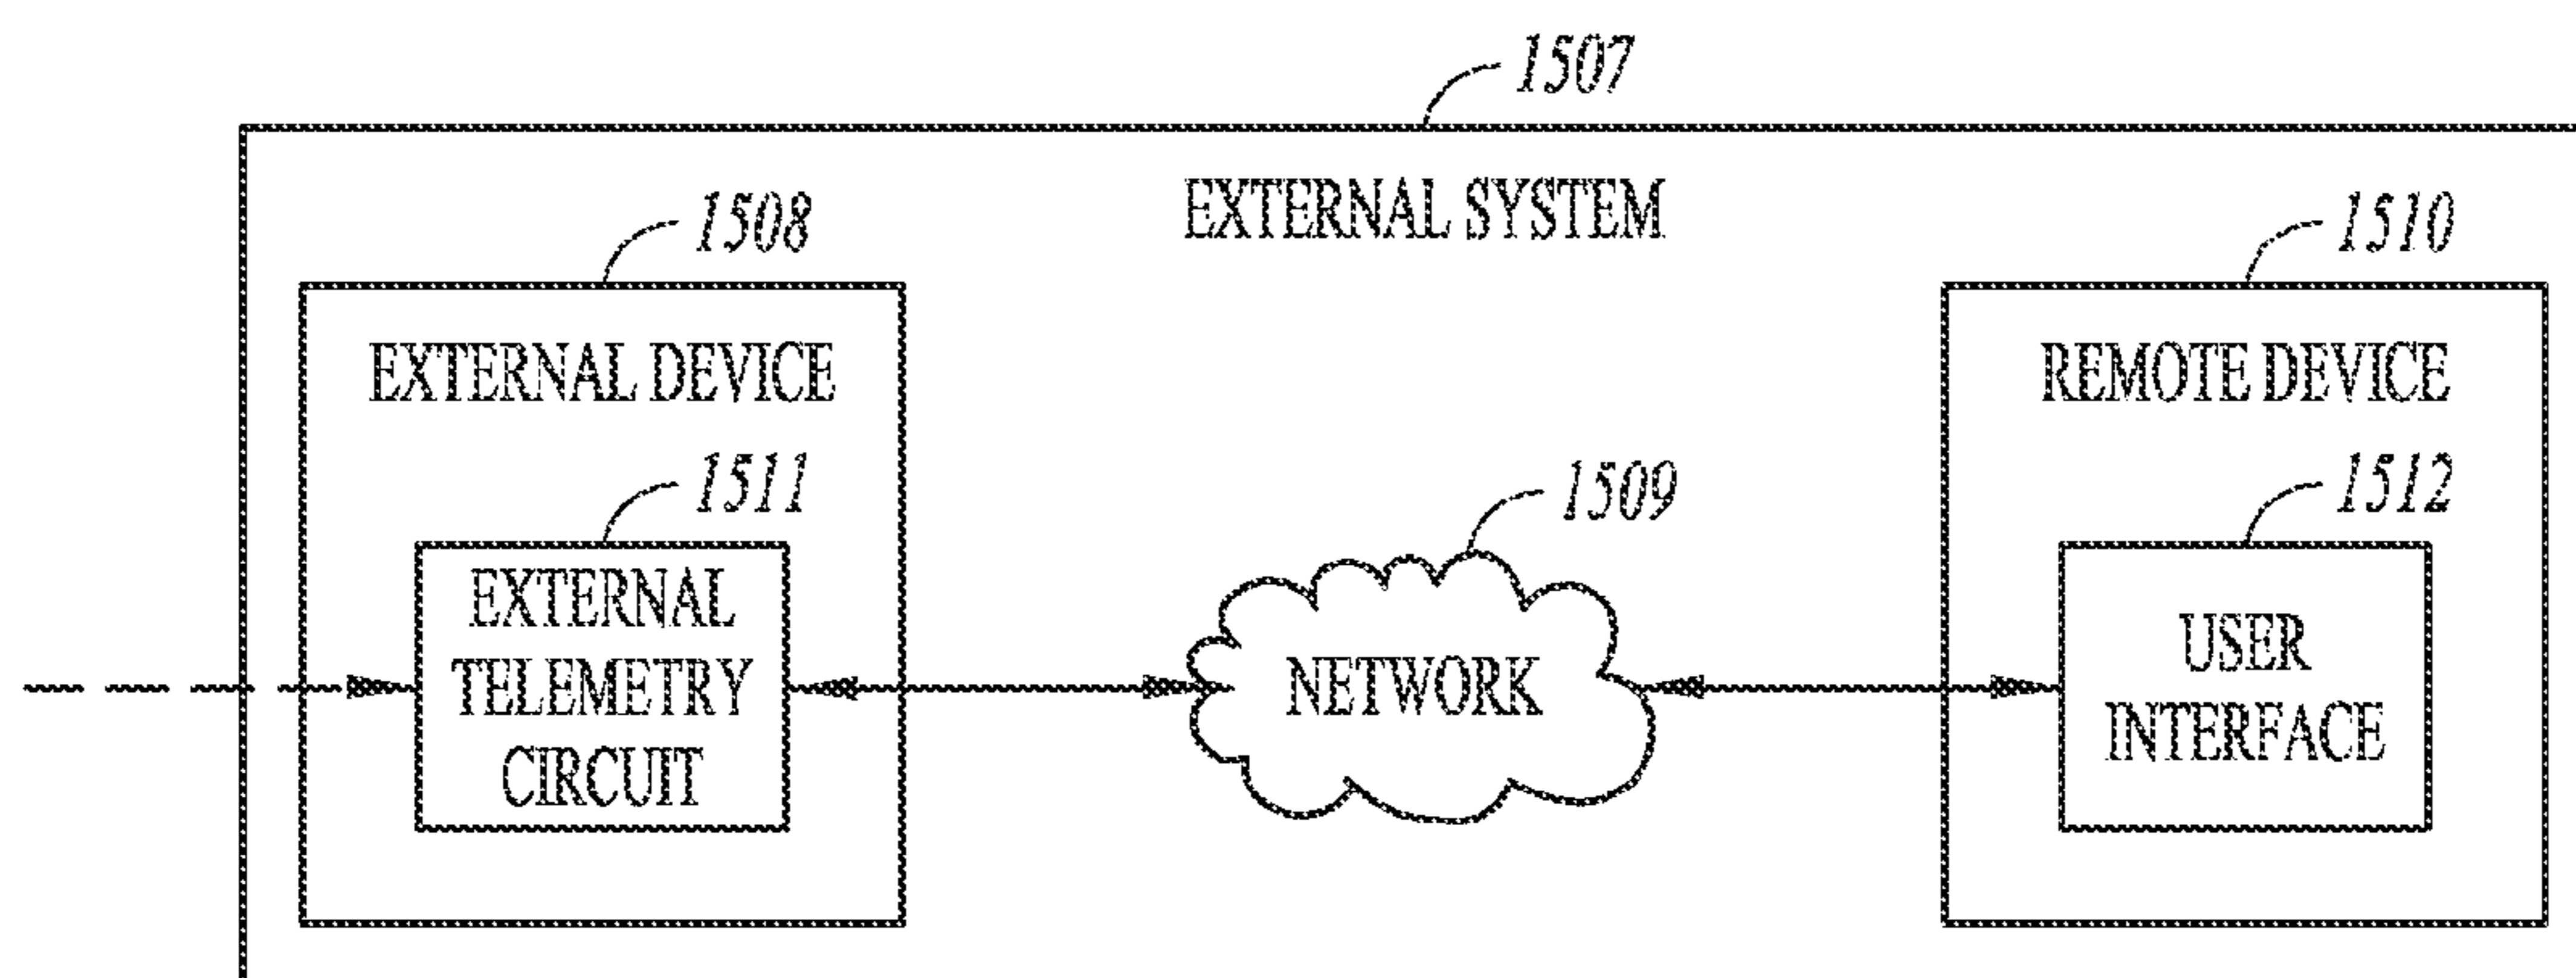 1507
EXTERNAL SYSTEM
1508
1510
EXTERNAL DEVICE
REMOTE DEVICE
1511
1509
1512
EXTERNAL
TELEMETRY
CIRCUIT
NETWORK
USER
INTERFACE